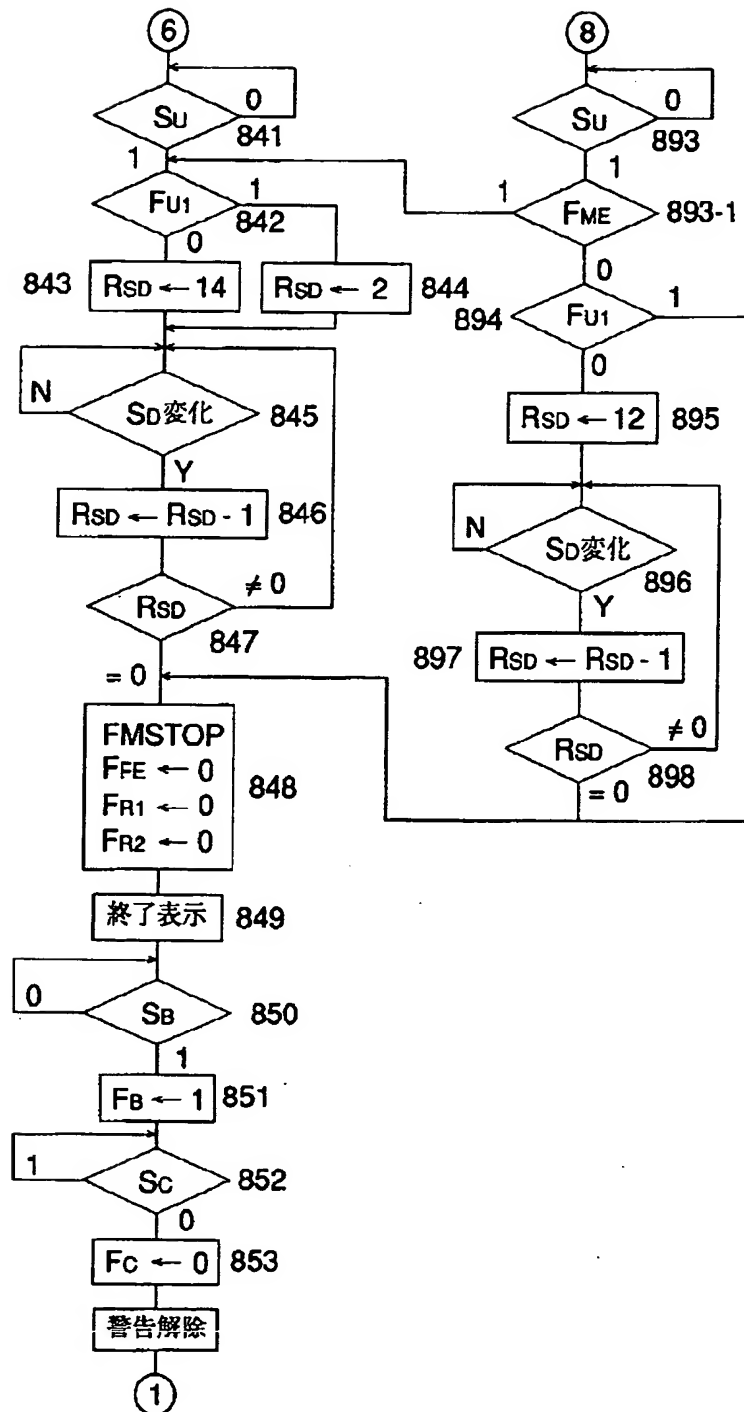 6
0
SU
841
1
FU1
1
842
0
843
RSD ← 14
RSD ← 2
844
N
SD変化
845
Y
RSD ← RSD - 1
846
RSD
≠ 0
847
= 0
FMSTOP
FFE ← 0
FR1 ← 0
FR2 ← 0
848
終了表示
849
0
SB
850
1
FB ← 1
851
1
SC
852
0
FC ← 0
853
警告解除
1
8
0
SU
893
1
1
FME
893-1
0
FU1
1
894
0
RSD ← 12
895
N
SD変化
896
Y
897
RSD ← RSD - 1
RSD
≠ 0
898
= 0